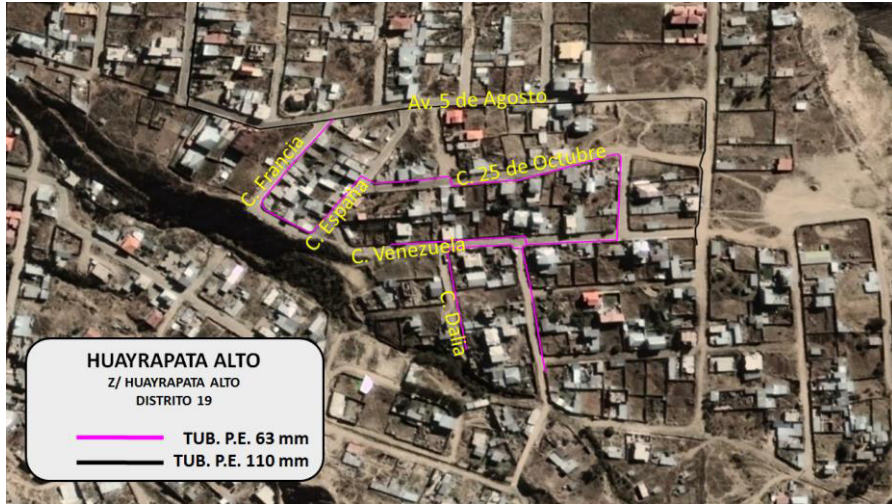 Av. 5 de Agosto
C. Francia
C. 25 de Octubre
C. España
C. Venezuela
C. Dalia
HUAYRAPATA ALTO
Z/ HUAYRAPATA ALTO
DISTRITO 19
TUB. P.E. 63 mm
TUB. P.E. 110 mm